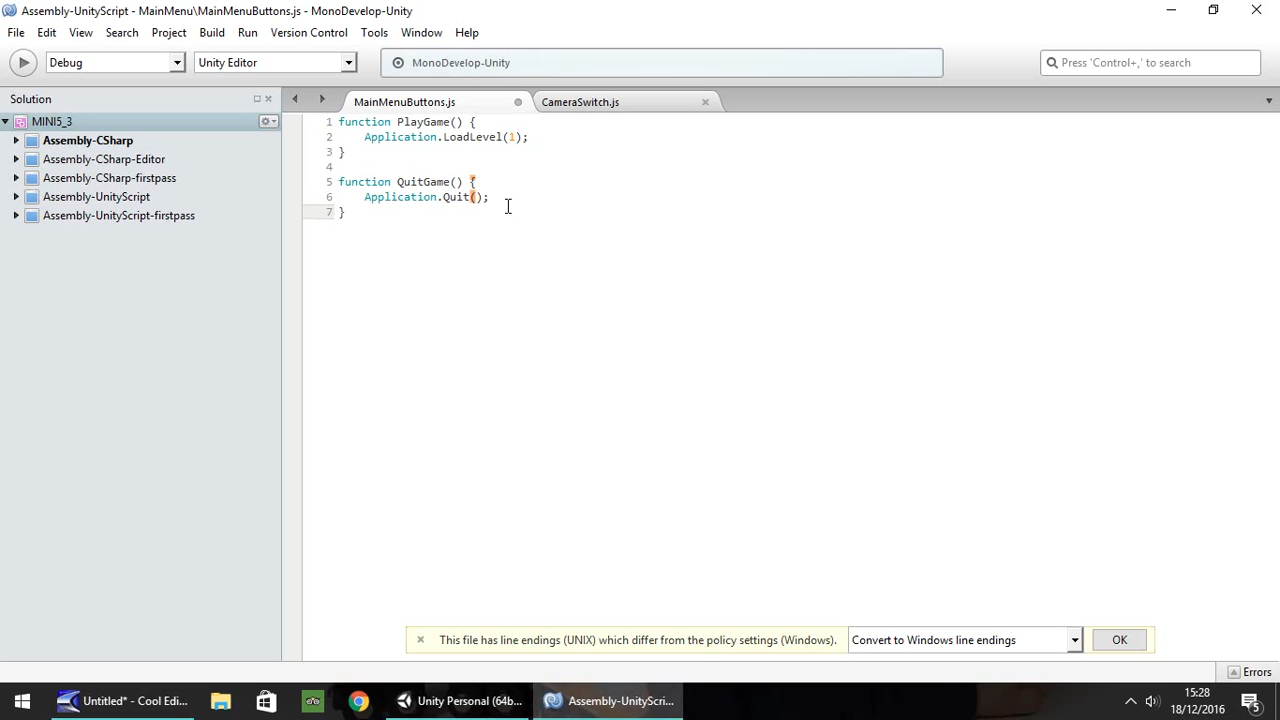 Assembly-UnityScript - MainMenu\MainMenuButtons.js - MonoDevelop-Unity
File Edit View Search Project Build Run Version Control Tools Window Help
Debug Unity Editor MonoDevelop-Unity Press 'Control+,' to search
Solution
MainMenuButtons.js CameraSwitch.js
MINI5_3
Assembly-CSharp
Assembly-CSharp-Editor
Assembly-CSharp-firstpass
Assembly-UnityScript
Assembly-UnityScript-firstpass
1 function PlayGame() {
2 Application.LoadLevel(1);
3 }
4
5 function QuitGame() {
6 Application.Quit();
7 }
This file has line endings (UNIX) which differ from the policy settings (Windows). Convert to Windows line endings OK
Errors
Untitled* - Cool Edi... Unity Personal (64b... Assembly-UnityScri... 15:28
18/12/2016 5